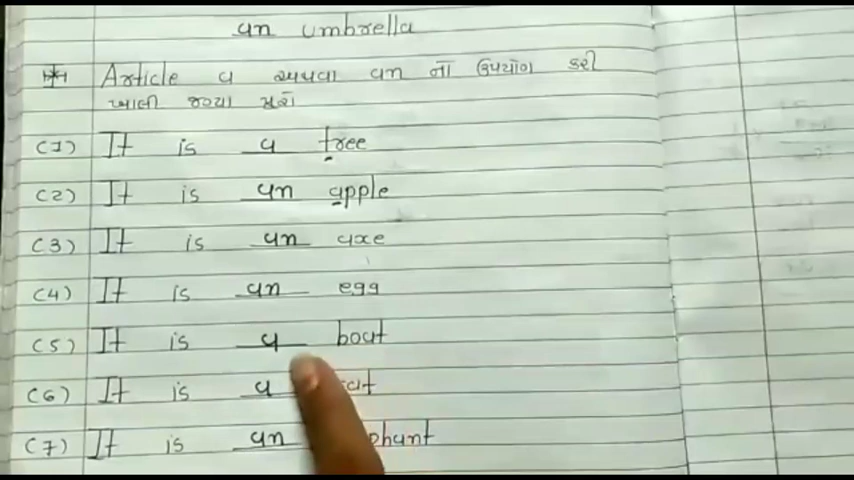 an umbrella
* Article a અથવા an નો ઉપયોગ કરી
ખાલી જગ્યા પૂરો
(1) It is a tree
(2) It is an apple
(3) It is an axe
(4) It is an egg
(5) It is a boat
(6) It is a
(7) It is an